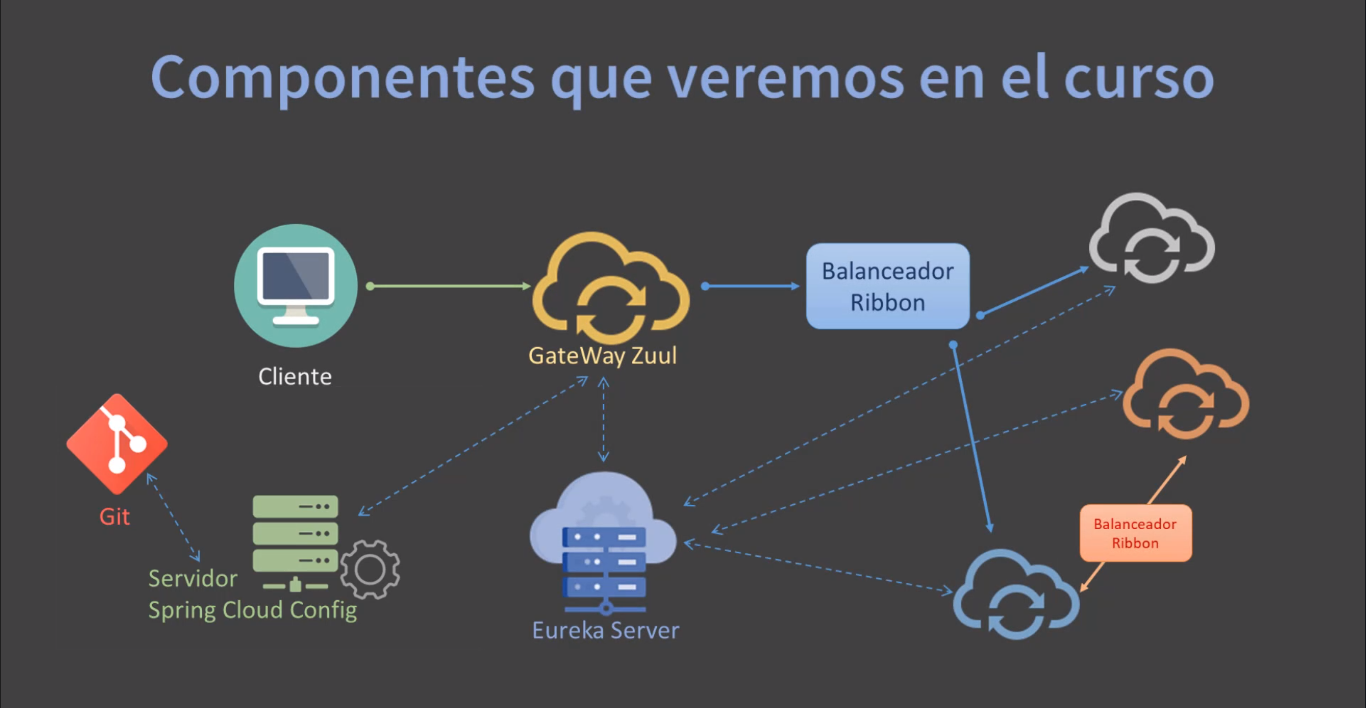 Componentes que veremos en el curso
Cliente
GateWay Zuul
Balanceador
Ribbon
Git
Servidor
Spring Cloud Config
Eureka Server
Balanceador
Ribbon